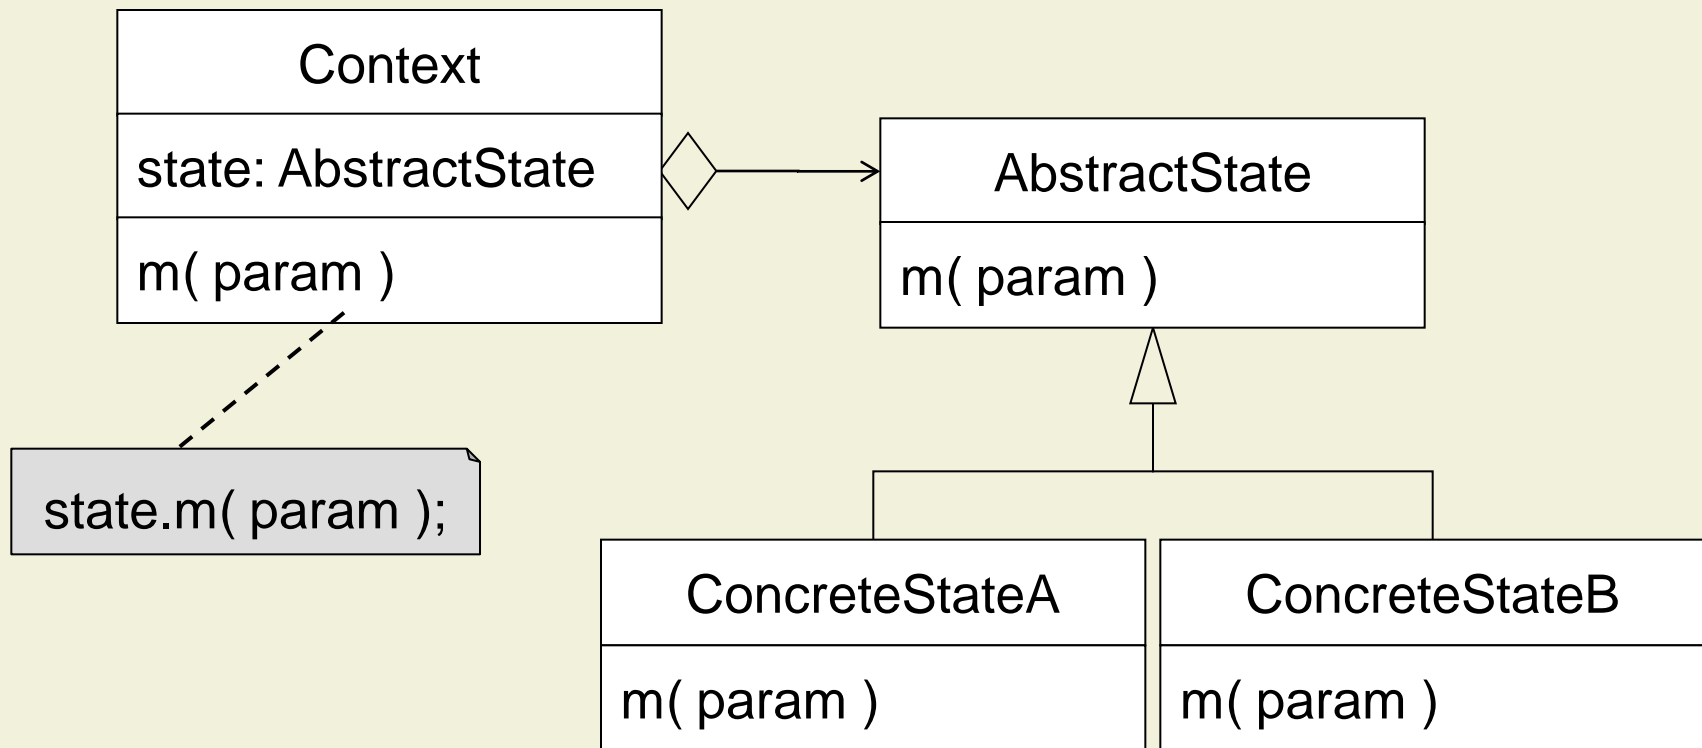 Context
state: AbstractState
m( param )
AbstractState
m( param )
state.m( param );
ConcreteStateA
m( param )
ConcreteStateB
m( param )